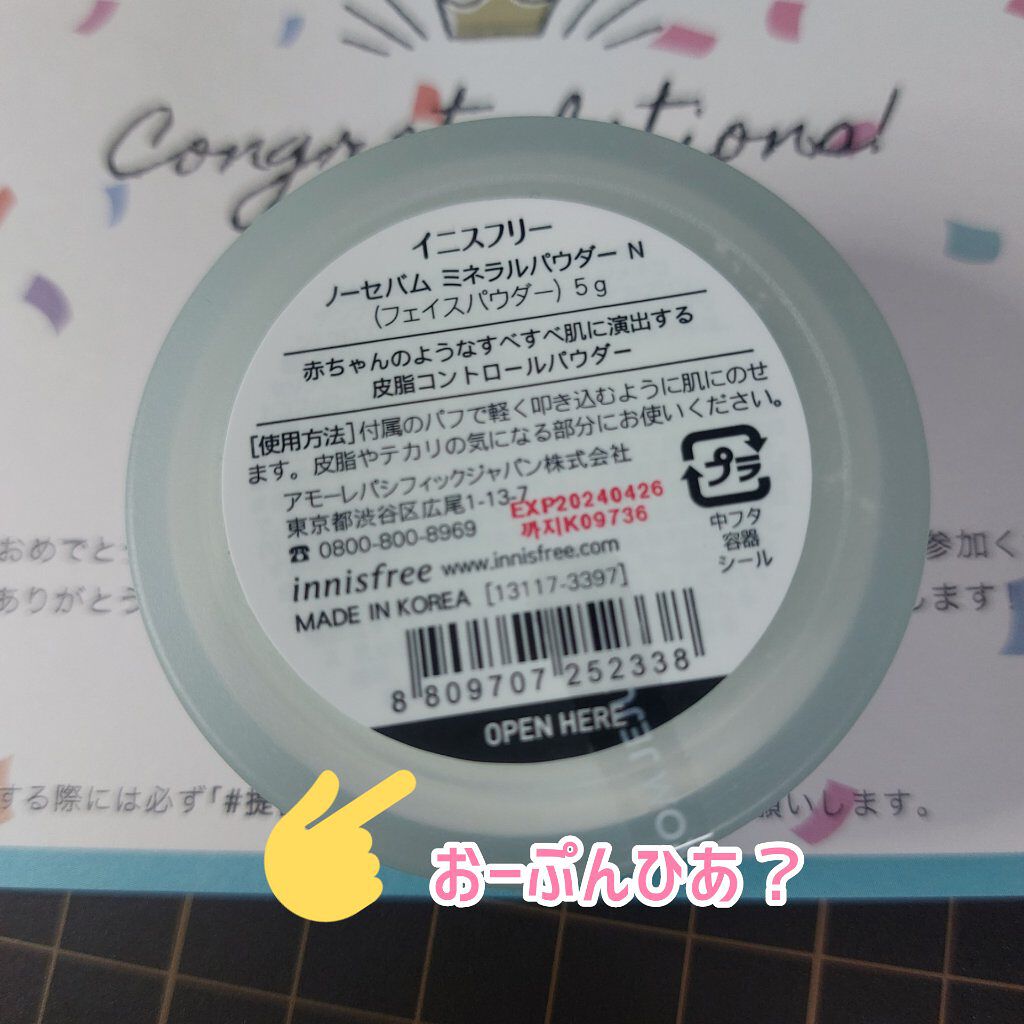 Congratulations!
イニスフリー
ノーセバム ミネラルパウダー N
(フェイスパウダー) 5g
赤ちゃんのようなすべすべ肌に演出する
皮脂コントロールパウダー
[使用方法]付属のパフで軽く叩き込むように肌にのせ
ます。皮脂やテカリの気になる部分にお使いください。
アモーレパシフィックジャパン株式会社
東京都渋谷区広尾1-13-7
☎ 0800-800-8969
EXP20240426
까지K09736
プラ
中フタ
容器
シール
innisfree www.innisfree.com
MADE IN KOREA [13117-3397]
8 809707 252338
OPEN HERE
おめでと
参加く
ありがとう
します
する際には必ず「#提
願いします。
おーぷんひあ？